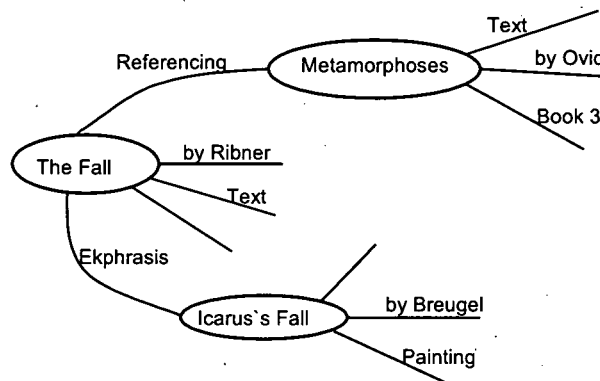 Text
Referencing
Metamorphoses
by Ovid
Book 3
by Ribner
The Fall
Text
Ekphrasis
Icarus`s Fall
by Breugel
Painting